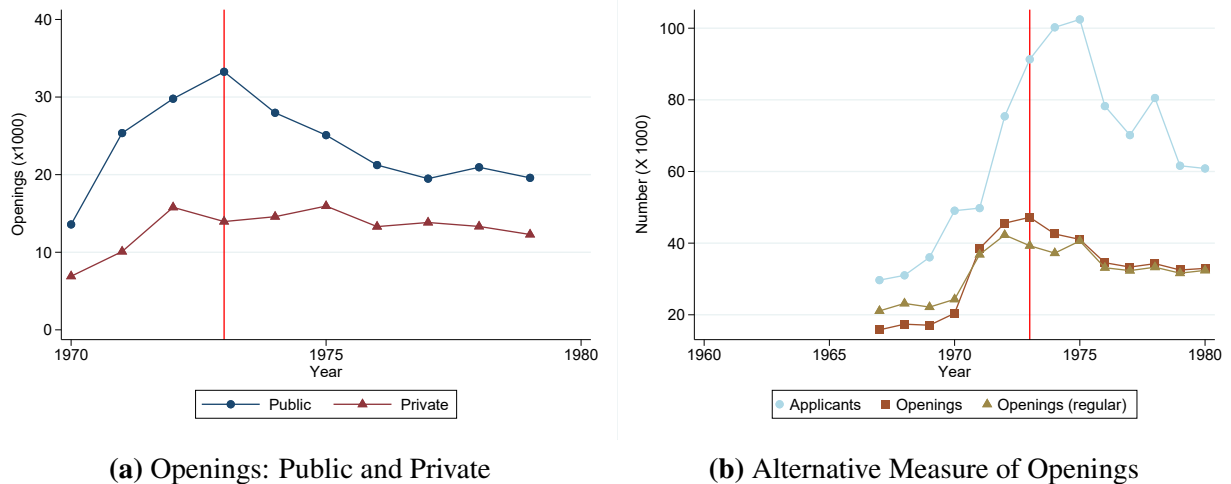 Openings (x1000)
40
30
20
10
0
1970
1975
1980
Year
Public
Private
(a) Openings: Public and Private
Number (X 1000)
100
80
60
40
20
1960
1965
1970
1975
1980
Year
Applicants
Openings
Openings (regular)
(b) Alternative Measure of Openings